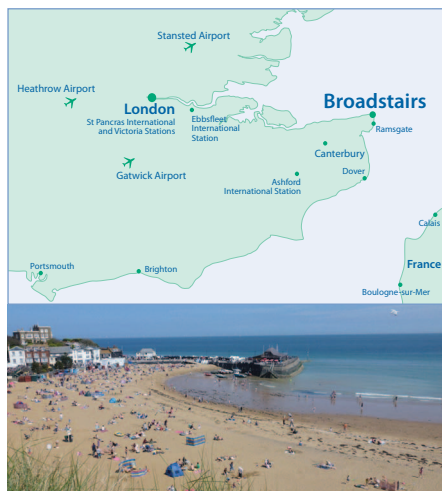 Stansted Airport
Heathrow Airport
London
St Pancras International
and Victoria Stations
Ebbsfleet
International
Station
Broadstairs
Ramsgate
Canterbury
Gatwick Airport
Dover
Ashford
International Station
Calais
France
Portsmouth
Brighton
Boulogne-sur-Mer